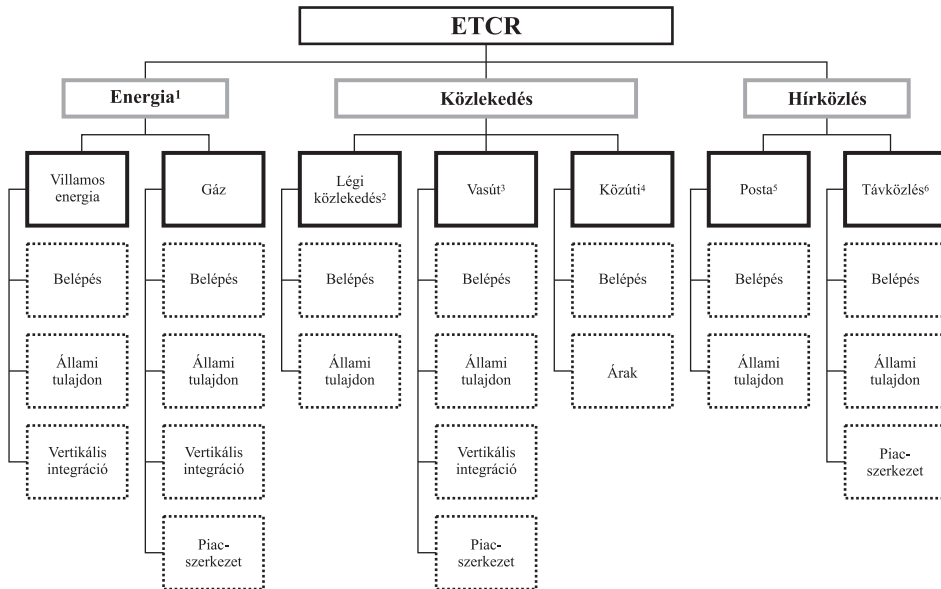 ETCR
Energia¹
Közlekedés
Hírközlés
Villamos
energia
Gáz
Légi
közlekedés²
Vasút³
Közúti⁴
Posta⁵
Távközlés⁶
Belépés
Belépés
Belépés
Belépés
Belépés
Belépés
Belépés
Állami
tulajdon
Állami
tulajdon
Állami
tulajdon
Állami
tulajdon
Árak
Állami
tulajdon
Állami
tulajdon
Vertikális
integráció
Vertikális
integráció
Vertikális
integráció
Piac-
szerkezet
Piac-
szerkezet
Piac-
szerkezet